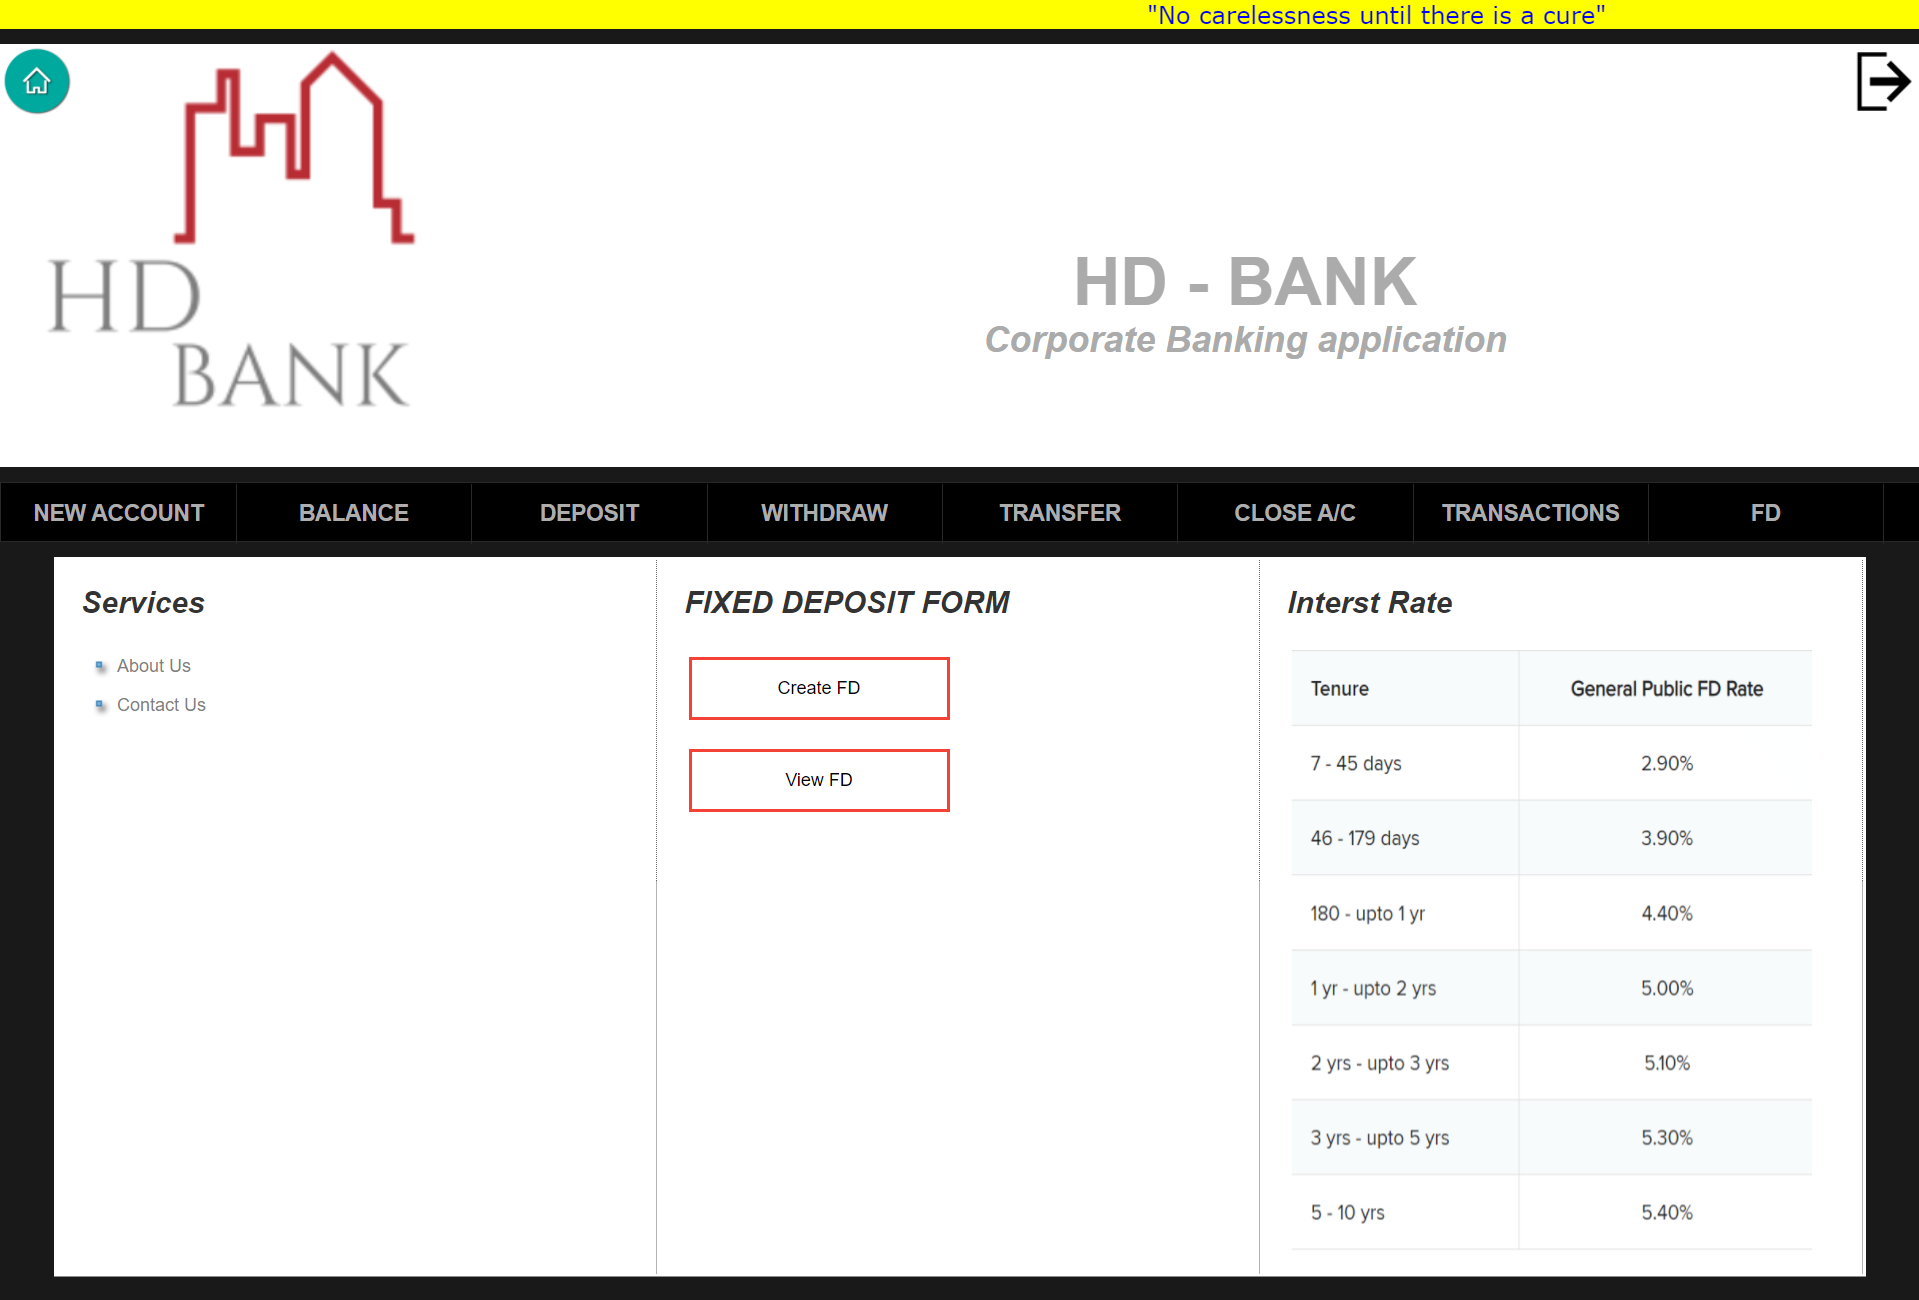 "No carelessness until there is a cure"
HD
BANK
HD - BANK
Corporate Banking application
NEW ACCOUNT BALANCE DEPOSIT WITHDRAW TRANSFER CLOSE A/C TRANSACTIONS FD
Services
About Us
Contact Us
FIXED DEPOSIT FORM
Create FD
View FD
Interst Rate
Tenure General Public FD Rate
7 - 45 days 2.90%
46 - 179 days 3.90%
180 - upto 1 yr 4.40%
1 yr - upto 2 yrs 5.00%
2 yrs - upto 3 yrs 5.10%
3 yrs - upto 5 yrs 5.30%
5 - 10 yrs 5.40%